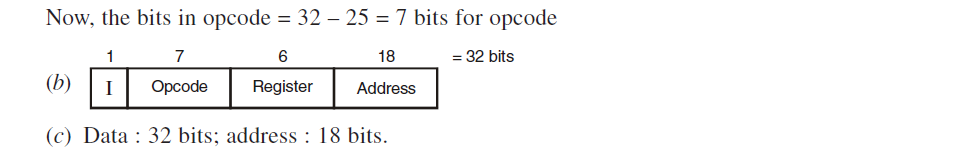 Now, the bits in opcode = 32 – 25 = 7 bits for opcode
1 7 6 18 = 32 bits
(b) I Opcode Register Address
(c) Data : 32 bits; address : 18 bits.